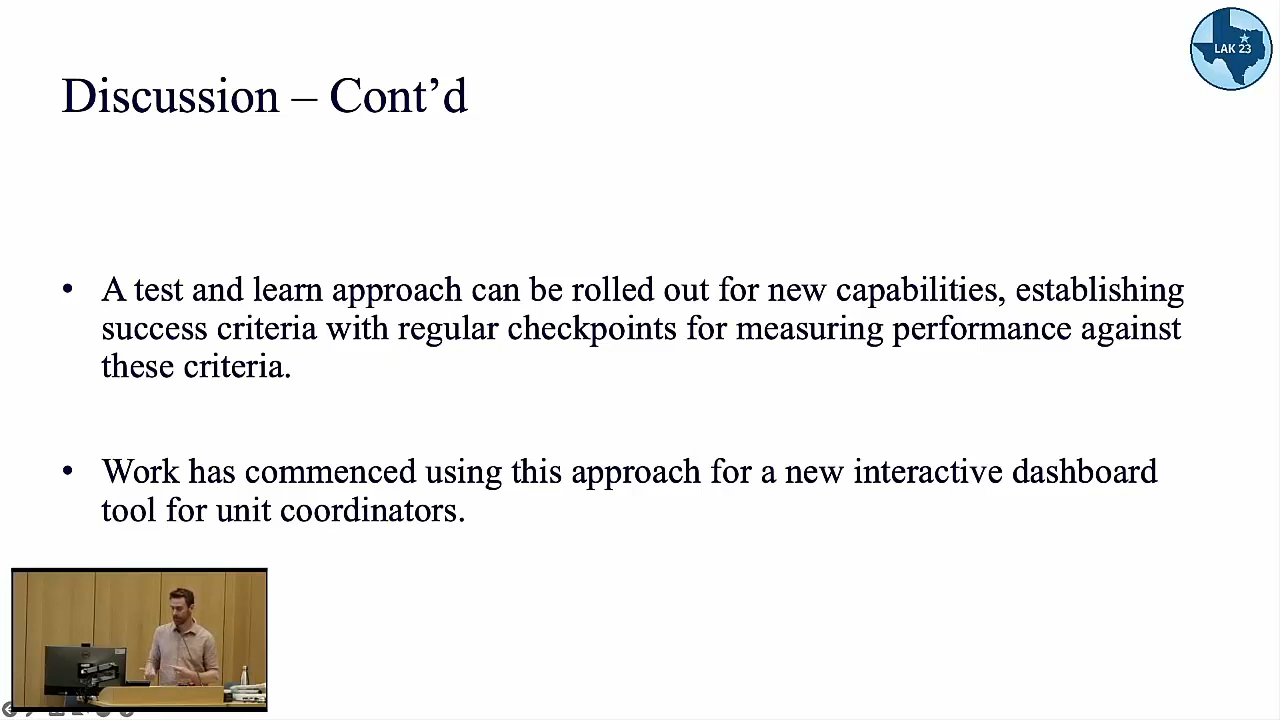 LAK 23
Discussion – Cont’d
• A test and learn approach can be rolled out for new capabilities, establishing
success criteria with regular checkpoints for measuring performance against
these criteria.
• Work has commenced using this approach for a new interactive dashboard
tool for unit coordinators.